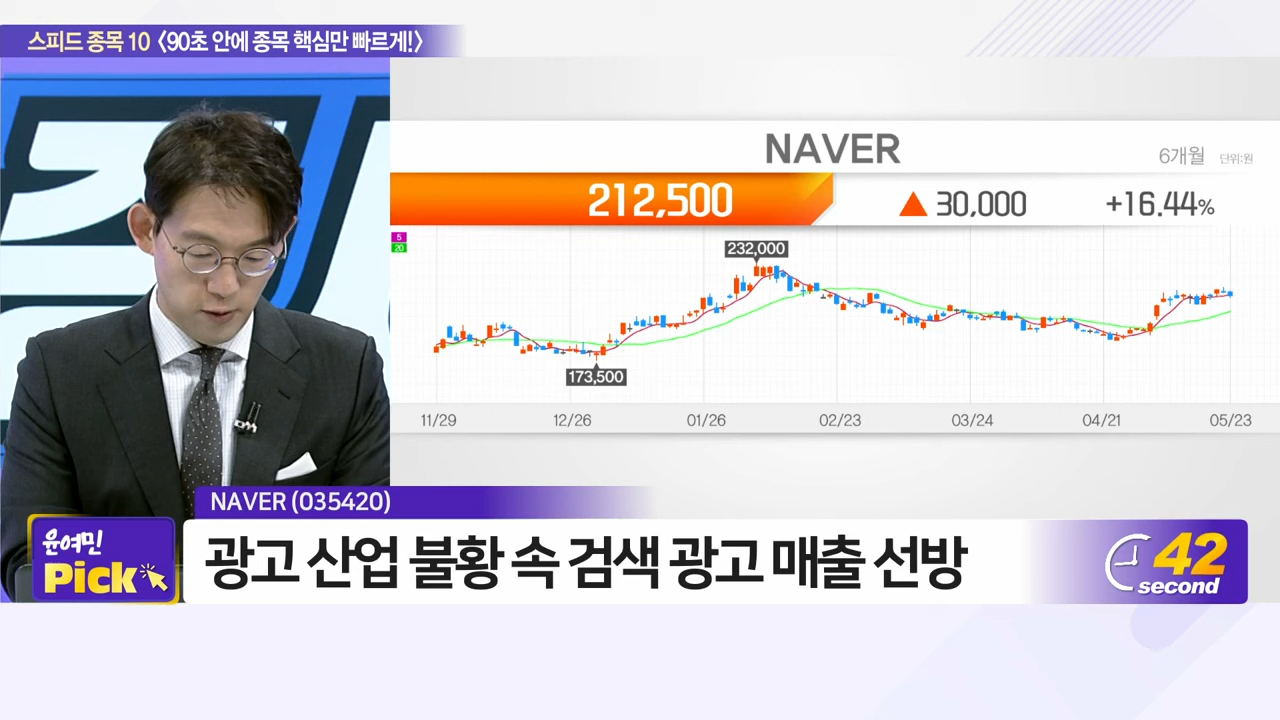 스피드 종목 10 〈90초 안에 종목 핵심만 빠르게!〉
NAVER
6개월 단위:원
212,500 ▲ 30,000 +16.44%
5
20
232,000
173,500
11/29 12/26 01/26 02/23 03/24 04/21 05/23
NAVER (035420)
윤여민
Pick
광고 산업 불황 속 검색 광고 매출 선방
42
second